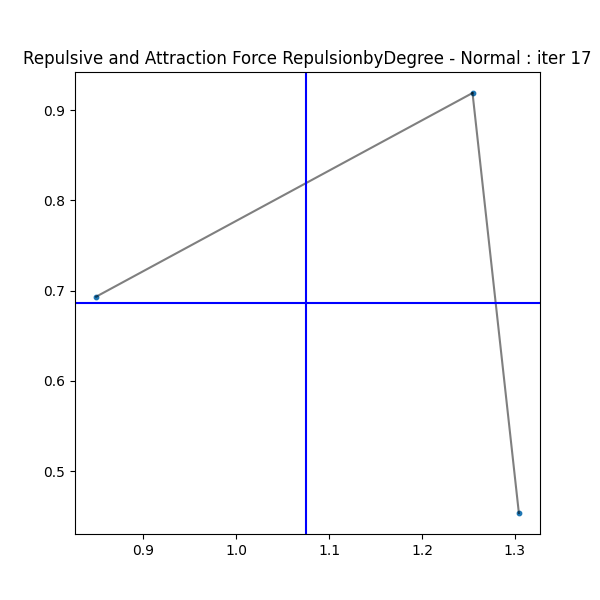 Repulsive and Attraction Force RepulsionbyDegree - Normal : iter 17
0.9
0.8
0.7
0.6
0.5
0.9 1.0 1.1 1.2 1.3